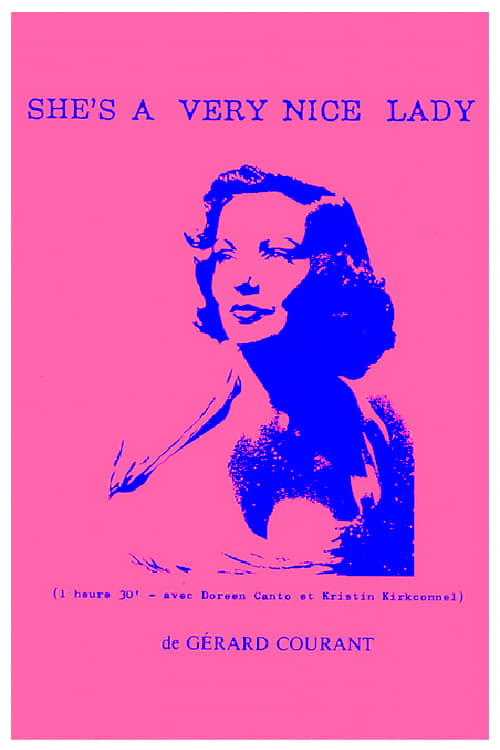 SHE'S A VERY NICE LADY
(1 heure 30' - avec Doreen Canto et Kristin Kirkconnel)
de GÉRARD COURANT